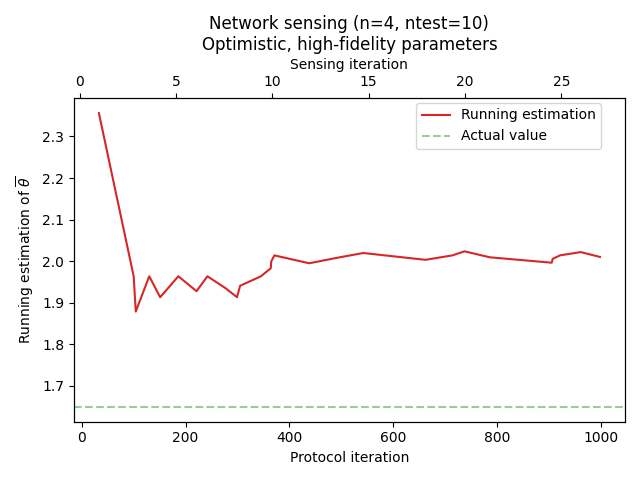 Network sensing (n=4, ntest=10)
Optimistic, high-fidelity parameters
Sensing iteration
0 5 10 15 20 25
Running estimation
Actual value
2.3
2.2
2.1
2.0
1.9
1.8
1.7
Running estimation of θ̅
0 200 400 600 800 1000
Protocol iteration